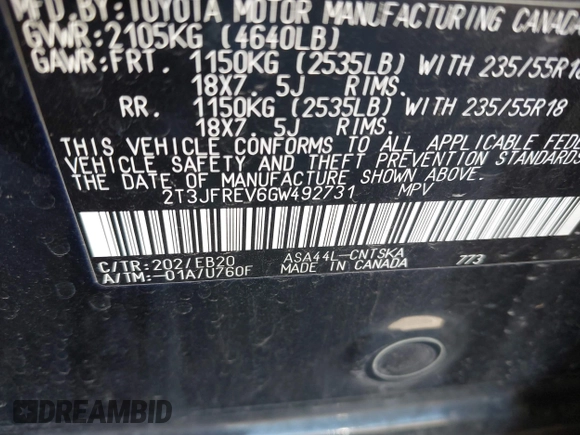 MFD.BY:TOYOTA MOTOR MANUFACTURING CANADA
GVWR:2105KG (4640LB)
GAWR:FRT. 1150KG (2535LB) WITH 235/55R18
18X7.5J RIMS.
RR. 1150KG (2535LB) WITH 235/55R18
18X7.5J RIMS.
THIS VEHICLE CONFORMS TO ALL APPLICABLE FEDE
VEHICLE SAFETY AND THEFT PREVENTION STANDARDS
THE DATE OF MANUFACTURE SHOWN ABOVE.
2T3JFREV6GW492731 MPV
C/TR:202/EB20 ASA44L-CNTSKA 773
A/TM:-01A/U760F MADE IN CANADA
DREAMBID